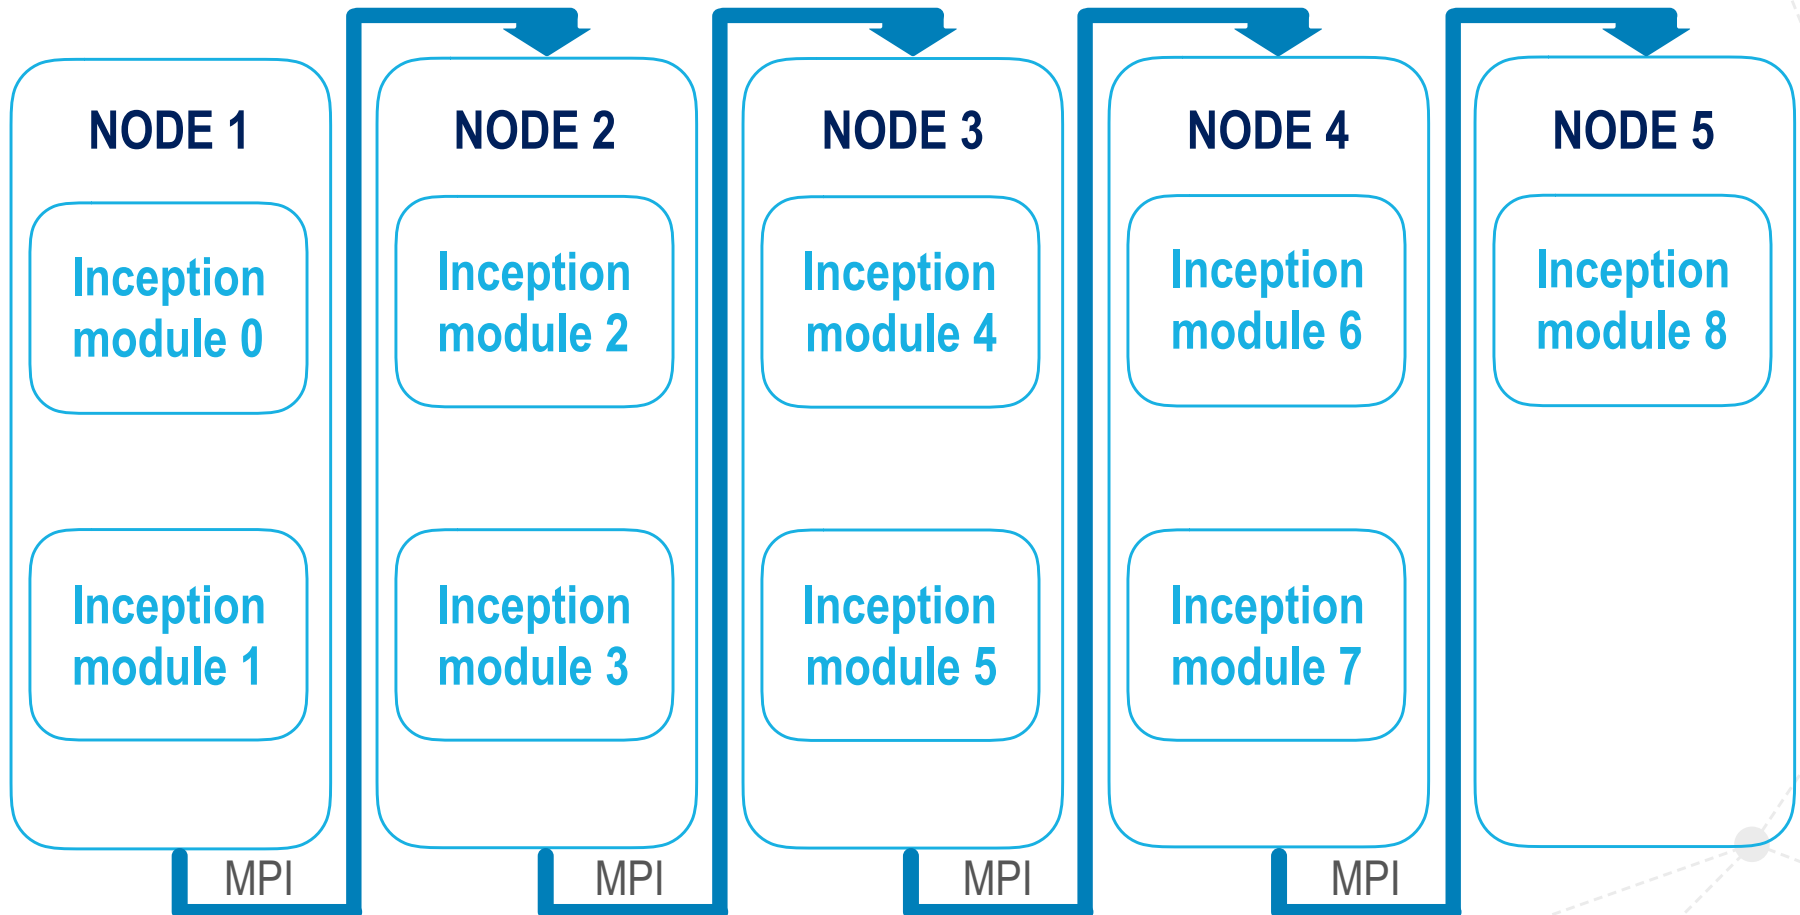 NODE 1
Inception
module 0
Inception
module 1
MPI
NODE 2
Inception
module 2
Inception
module 3
MPI
NODE 3
Inception
module 4
Inception
module 5
MPI
NODE 4
Inception
module 6
Inception
module 7
MPI
NODE 5
Inception
module 8